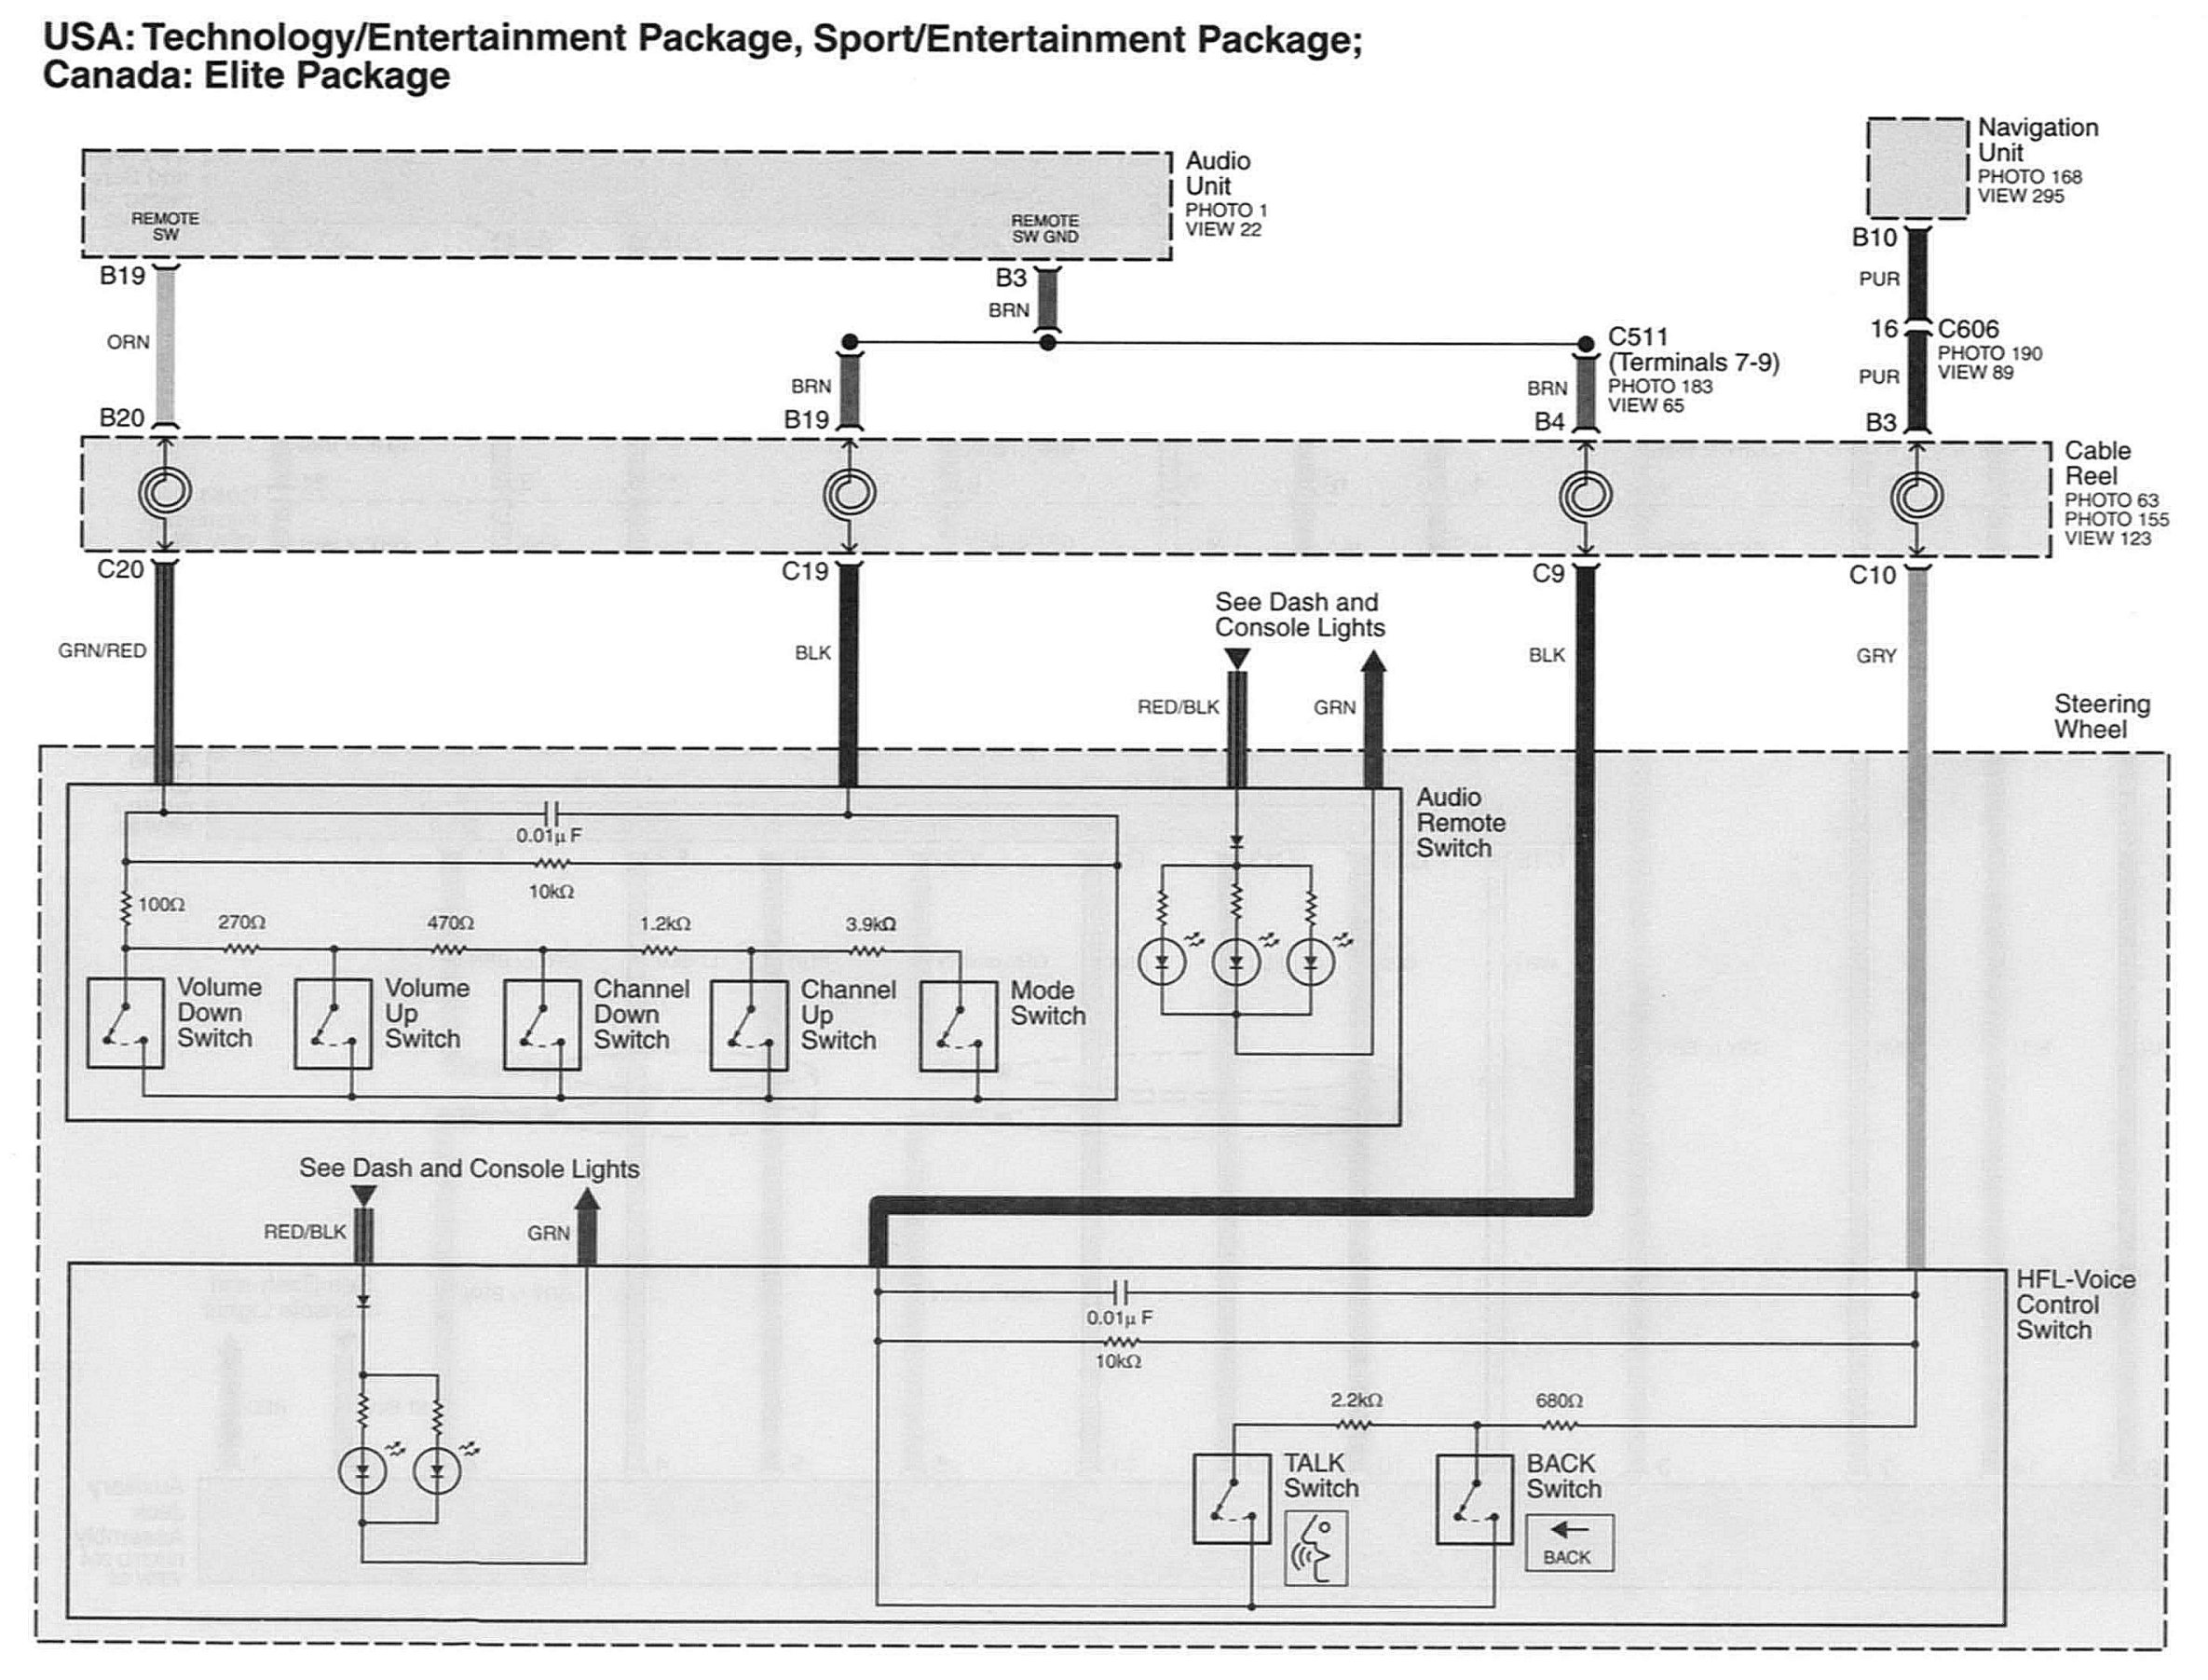 USA: Technology/Entertainment Package, Sport/Entertainment Package;
Canada: Elite Package
Navigation
Unit
PHOTO 168
VIEW 295
Audio
Unit
PHOTO 1
VIEW 22
REMOTE
SW
REMOTE
SW GND
B19
B3
B10
ORN
BRN
PUR
16
C606
PHOTO 190
VIEW 89
C511
(Terminals 7-9)
PHOTO 183
VIEW 65
BRN
BRN
PUR
B20
B19
B4
B3
Cable
Reel
PHOTO 63
PHOTO 155
VIEW 123
C20
C19
C9
C10
See Dash and
Console Lights
GRN/RED
BLK
RED/BLK
GRN
BLK
GRY
Steering
Wheel
Audio
Remote
Switch
0.01µ F
10kΩ
100Ω
270Ω
470Ω
1.2kΩ
3.9kΩ
Volume
Down
Switch
Volume
Up
Switch
Channel
Down
Switch
Channel
Up
Switch
Mode
Switch
See Dash and Console Lights
RED/BLK
GRN
HFL-Voice
Control
Switch
0.01µ F
10kΩ
2.2kΩ
680Ω
TALK
Switch
BACK
Switch
BACK